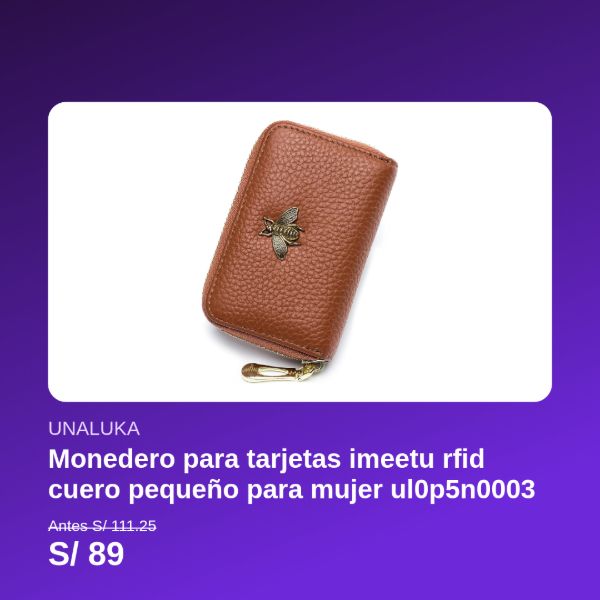 UNALUKA
Monedero para tarjetas imeetu rfid
cuero pequeño para mujer ul0p5n0003
Antes S/ 111.25
S/ 89